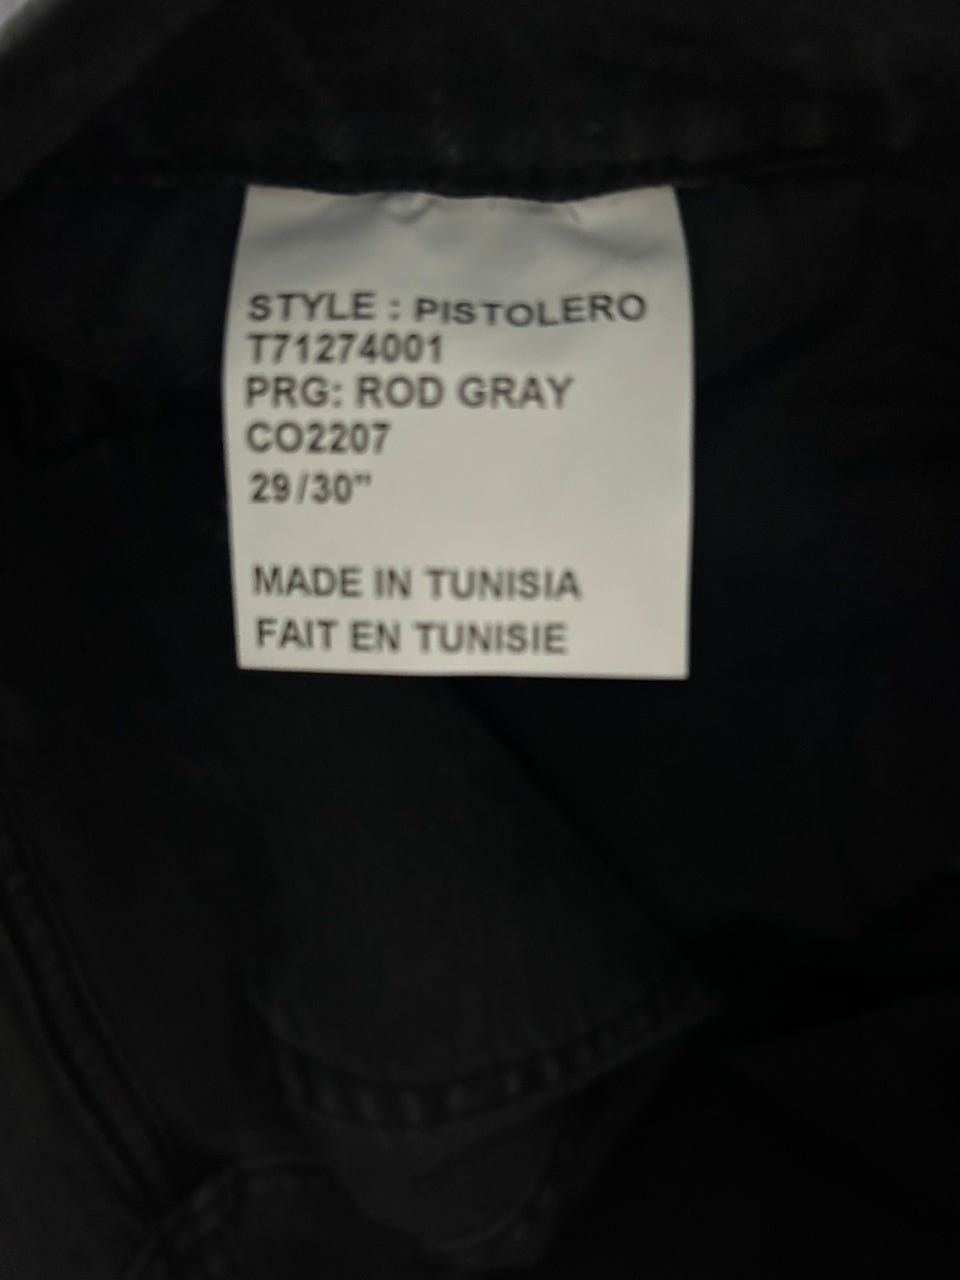 STYLE : PISTOLERO
T71274001
PRG: ROD GRAY
CO2207
29/30"
MADE IN TUNISIA
FAIT EN TUNISIE